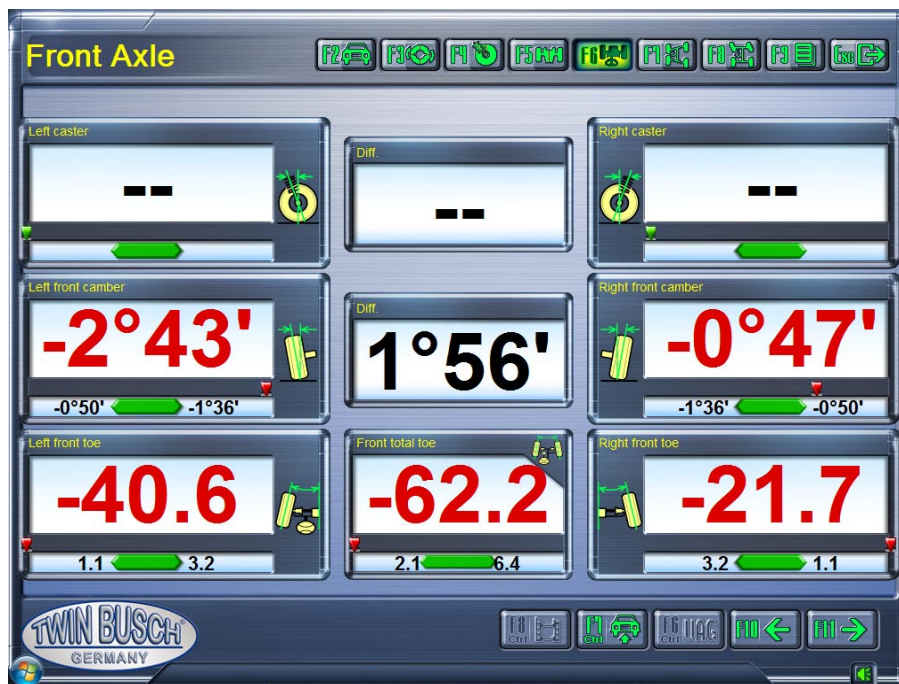 Front Axle
F2 F3 F4 F5 F6 F7 F8 F9 Esc
Left caster
--
Diff.
--
Right caster
--
Left front camber
-2°43'
-0°50' -1°36'
Diff.
1°56'
Right front camber
-0°47'
-1°36' -0°50'
Left front toe
-40.6
1.1 3.2
Front total toe
-62.2
2.1 6.4
Right front toe
-21.7
3.2 1.1
TWIN BUSCH
GERMANY
F8 Ctrl
F7 Ctrl
F6 Ctrl UAG
F10
F11